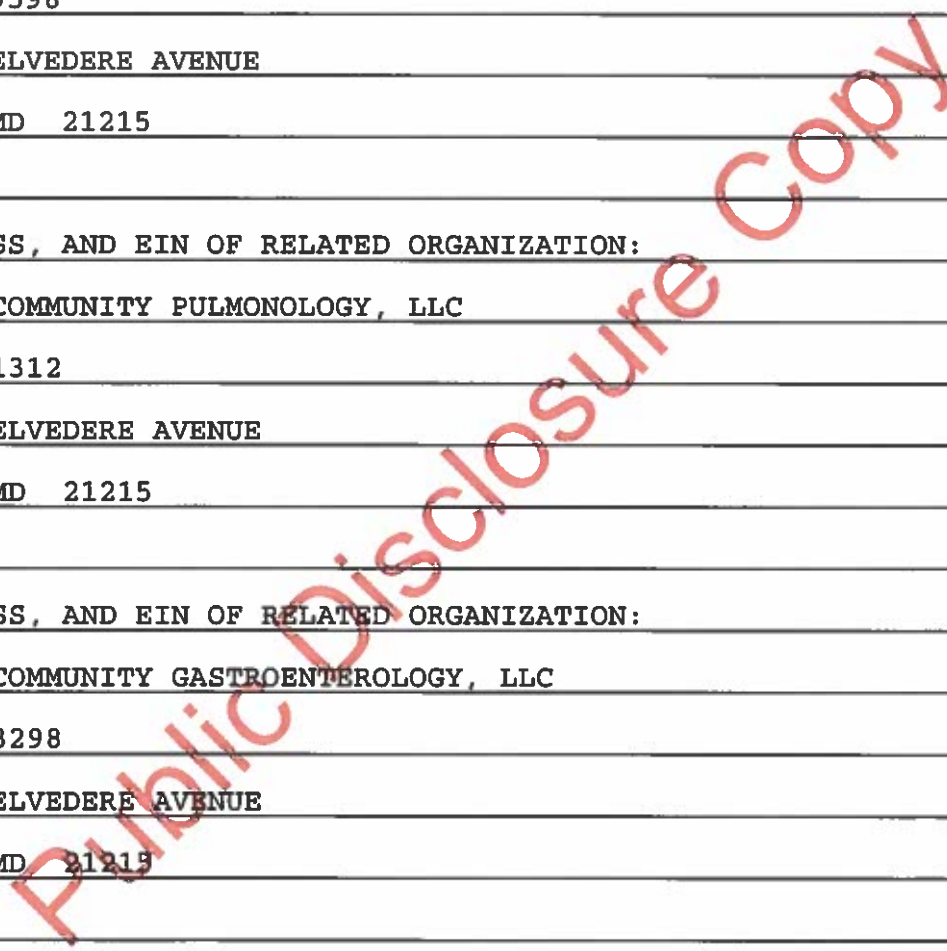 ELVEDERE AVENUE
MD 21215
SS, AND EIN OF RELATED ORGANIZATION:
COMMUNITY PULMONOLOGY, LLC
1312
ELVEDERE AVENUE
MD 21215
SS, AND EIN OF RELATED ORGANIZATION:
COMMUNITY GASTROENTEROLOGY, LLC
3298
ELVEDERE AVENUE
MD 21215
Public Disclosure Copy